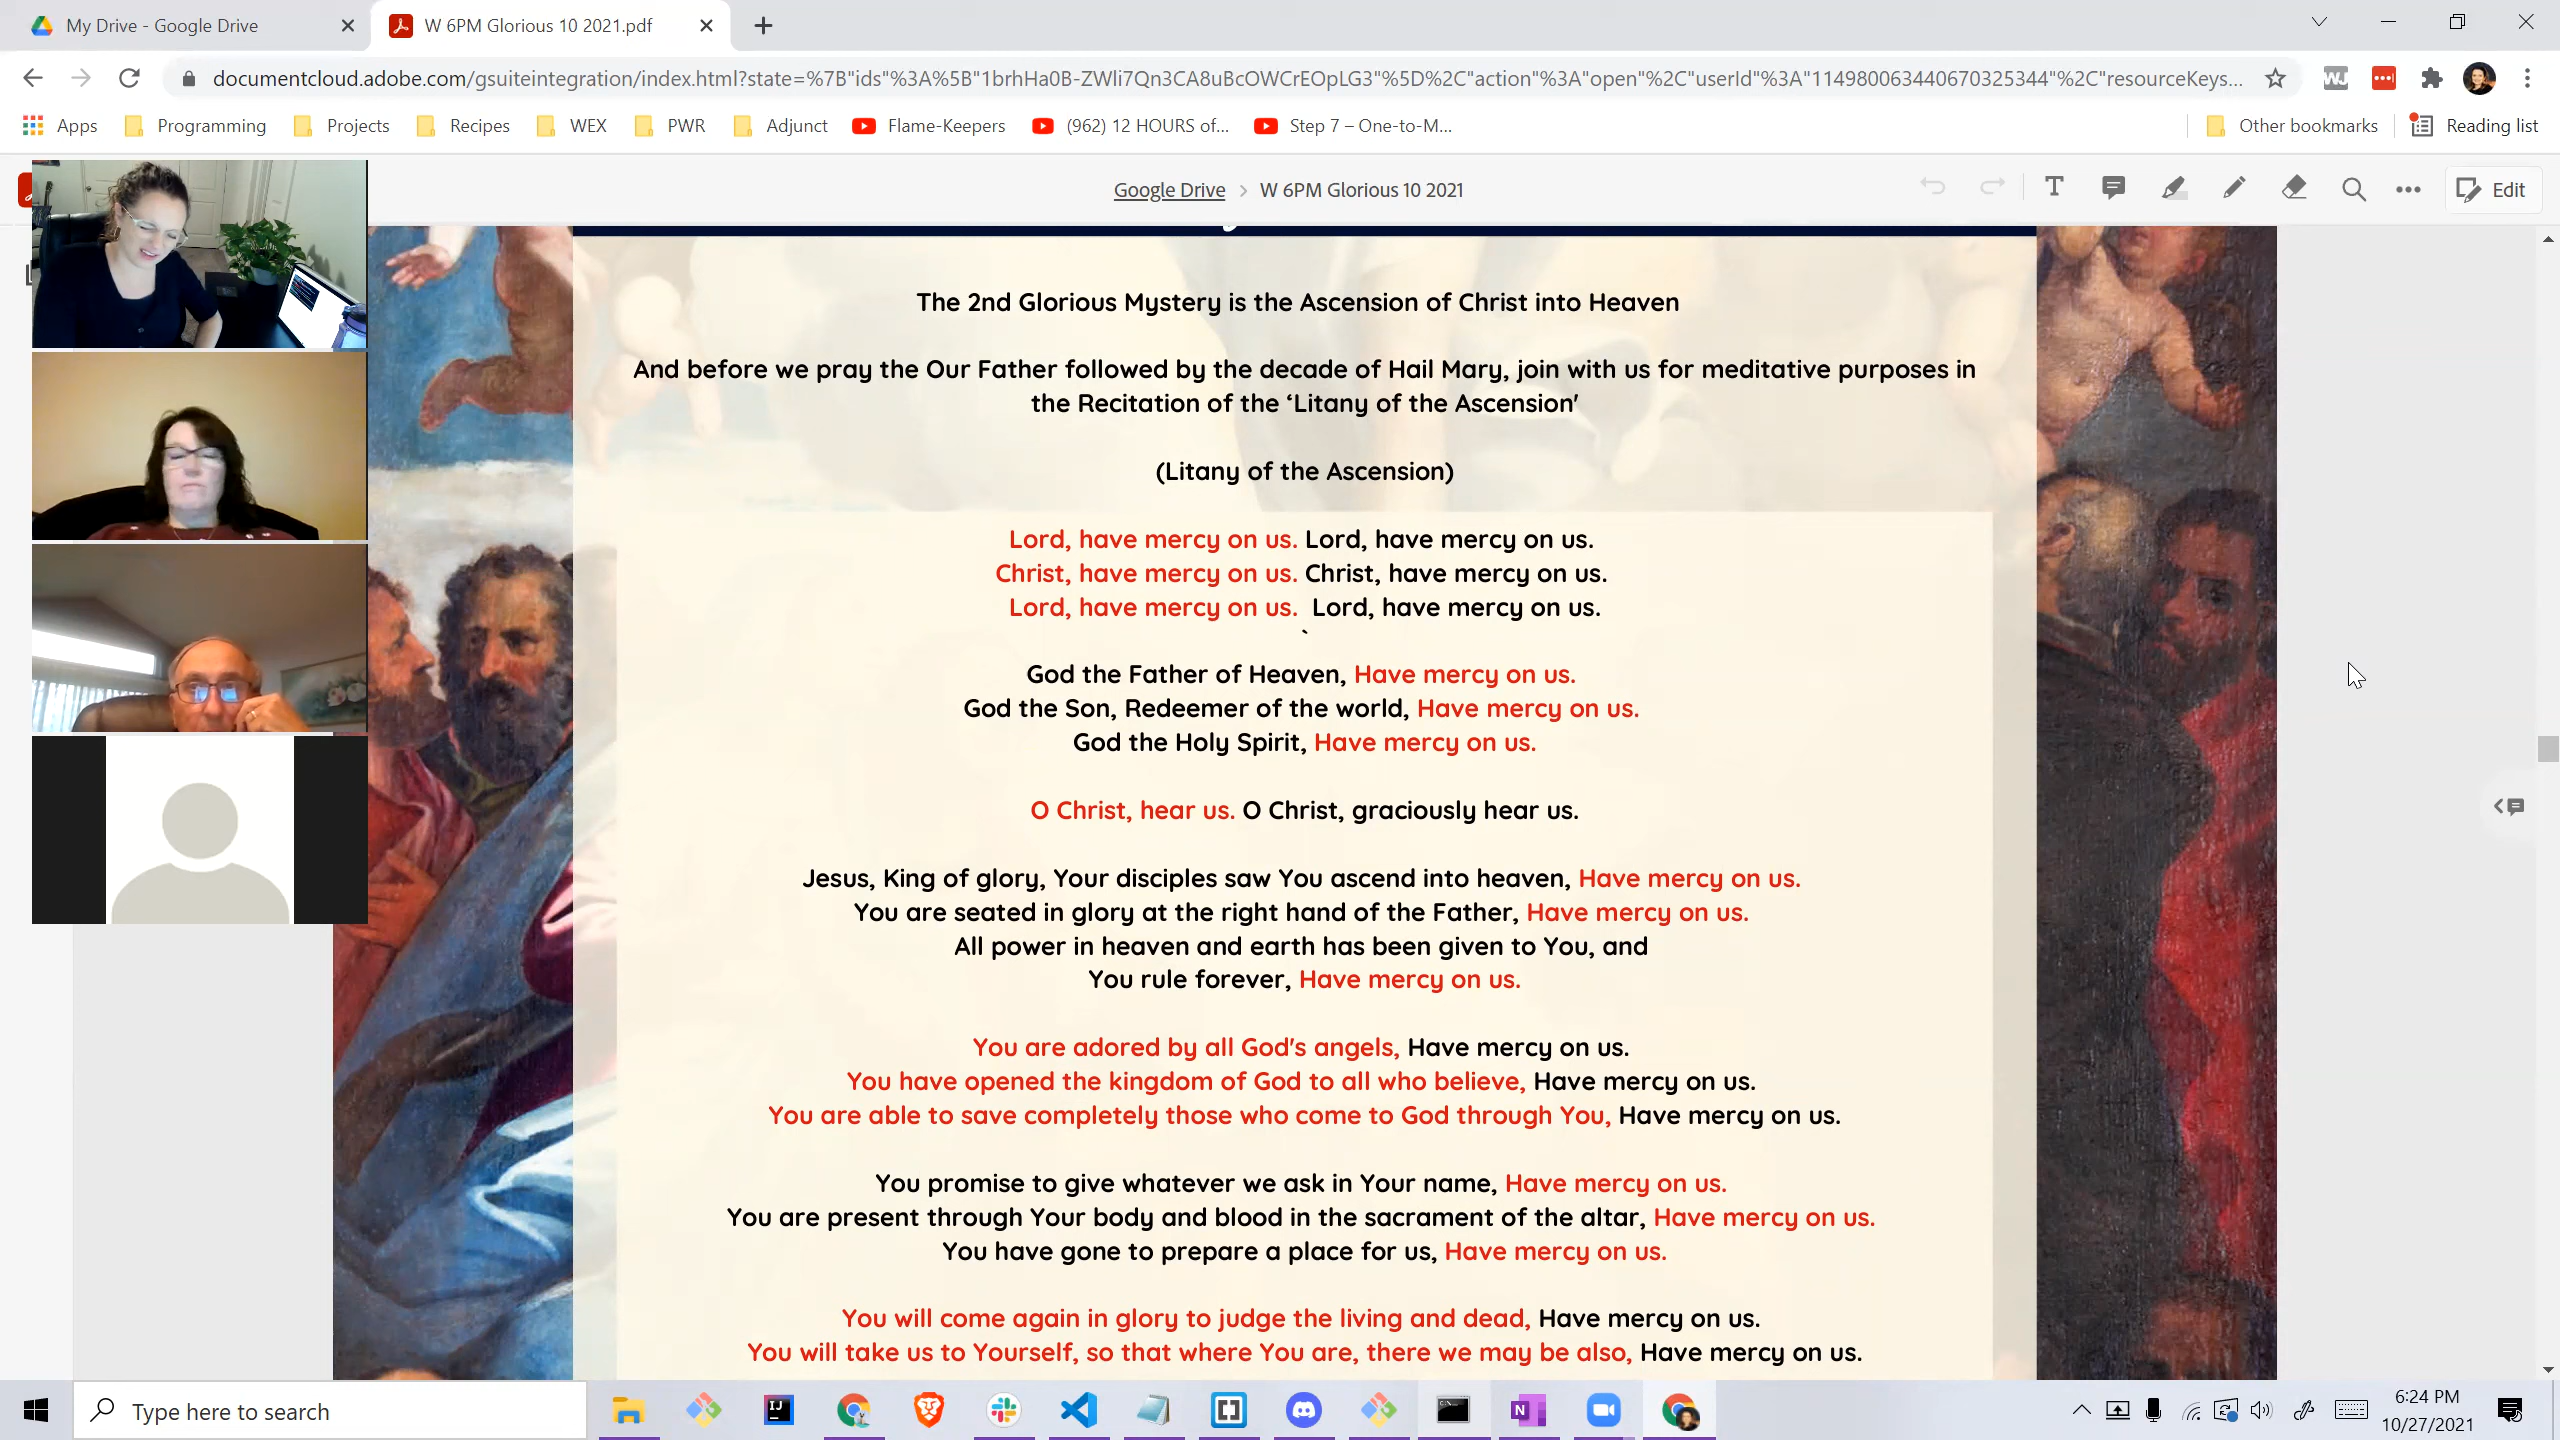 My Drive - Google Drive
W 6PM Glorious 10 2021.pdf
documentcloud.adobe.com/gsuiteintegration/index.html?state=%7B"ids"%3A%5B"1brhHa0B-ZWli7Qn3CA8uBcOWCrEOpLG3"%5D%2C"action"%3A"open"%2C"userId"%3A"114980063440670325344"%2C"resourceKeys...
Apps Programming Projects Recipes WEX PWR Adjunct Flame-Keepers (962) 12 HOURS of... Step 7 – One-to-M... Other bookmarks Reading list
Google Drive > W 6PM Glorious 10 2021
Edit
The 2nd Glorious Mystery is the Ascension of Christ into Heaven
And before we pray the Our Father followed by the decade of Hail Mary, join with us for meditative purposes in
the Recitation of the ‘Litany of the Ascension'
(Litany of the Ascension)
Lord, have mercy on us. Lord, have mercy on us.
Christ, have mercy on us. Christ, have mercy on us.
Lord, have mercy on us. Lord, have mercy on us.
`
God the Father of Heaven, Have mercy on us.
God the Son, Redeemer of the world, Have mercy on us.
God the Holy Spirit, Have mercy on us.
O Christ, hear us. O Christ, graciously hear us.
Jesus, King of glory, Your disciples saw You ascend into heaven, Have mercy on us.
You are seated in glory at the right hand of the Father, Have mercy on us.
All power in heaven and earth has been given to You, and
You rule forever, Have mercy on us.
You are adored by all God's angels, Have mercy on us.
You have opened the kingdom of God to all who believe, Have mercy on us.
You are able to save completely those who come to God through You, Have mercy on us.
You promise to give whatever we ask in Your name, Have mercy on us.
You are present through Your body and blood in the sacrament of the altar, Have mercy on us.
You have gone to prepare a place for us, Have mercy on us.
You will come again in glory to judge the living and dead, Have mercy on us.
You will take us to Yourself, so that where You are, there we may be also, Have mercy on us.
Type here to search
6:24 PM
10/27/2021